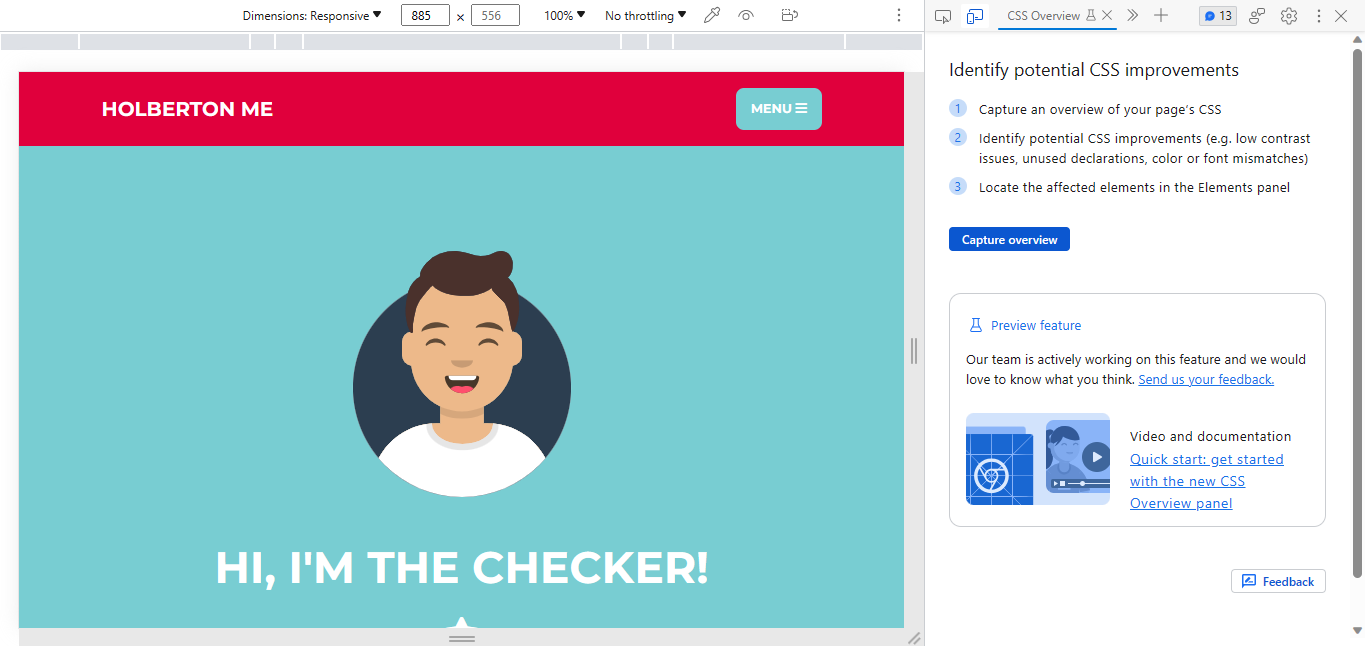 Dimensions: Responsive 885 × 556 100% No throttling
CSS Overview 13
HOLBERTON ME
MENU
HI, I'M THE CHECKER!
Identify potential CSS improvements
1 Capture an overview of your page's CSS
2 Identify potential CSS improvements (e.g. low contrast
issues, unused declarations, color or font mismatches)
3 Locate the affected elements in the Elements panel
Capture overview
Preview feature
Our team is actively working on this feature and we would
love to know what you think. Send us your feedback.
Video and documentation
Quick start: get started
with the new CSS
Overview panel
Feedback